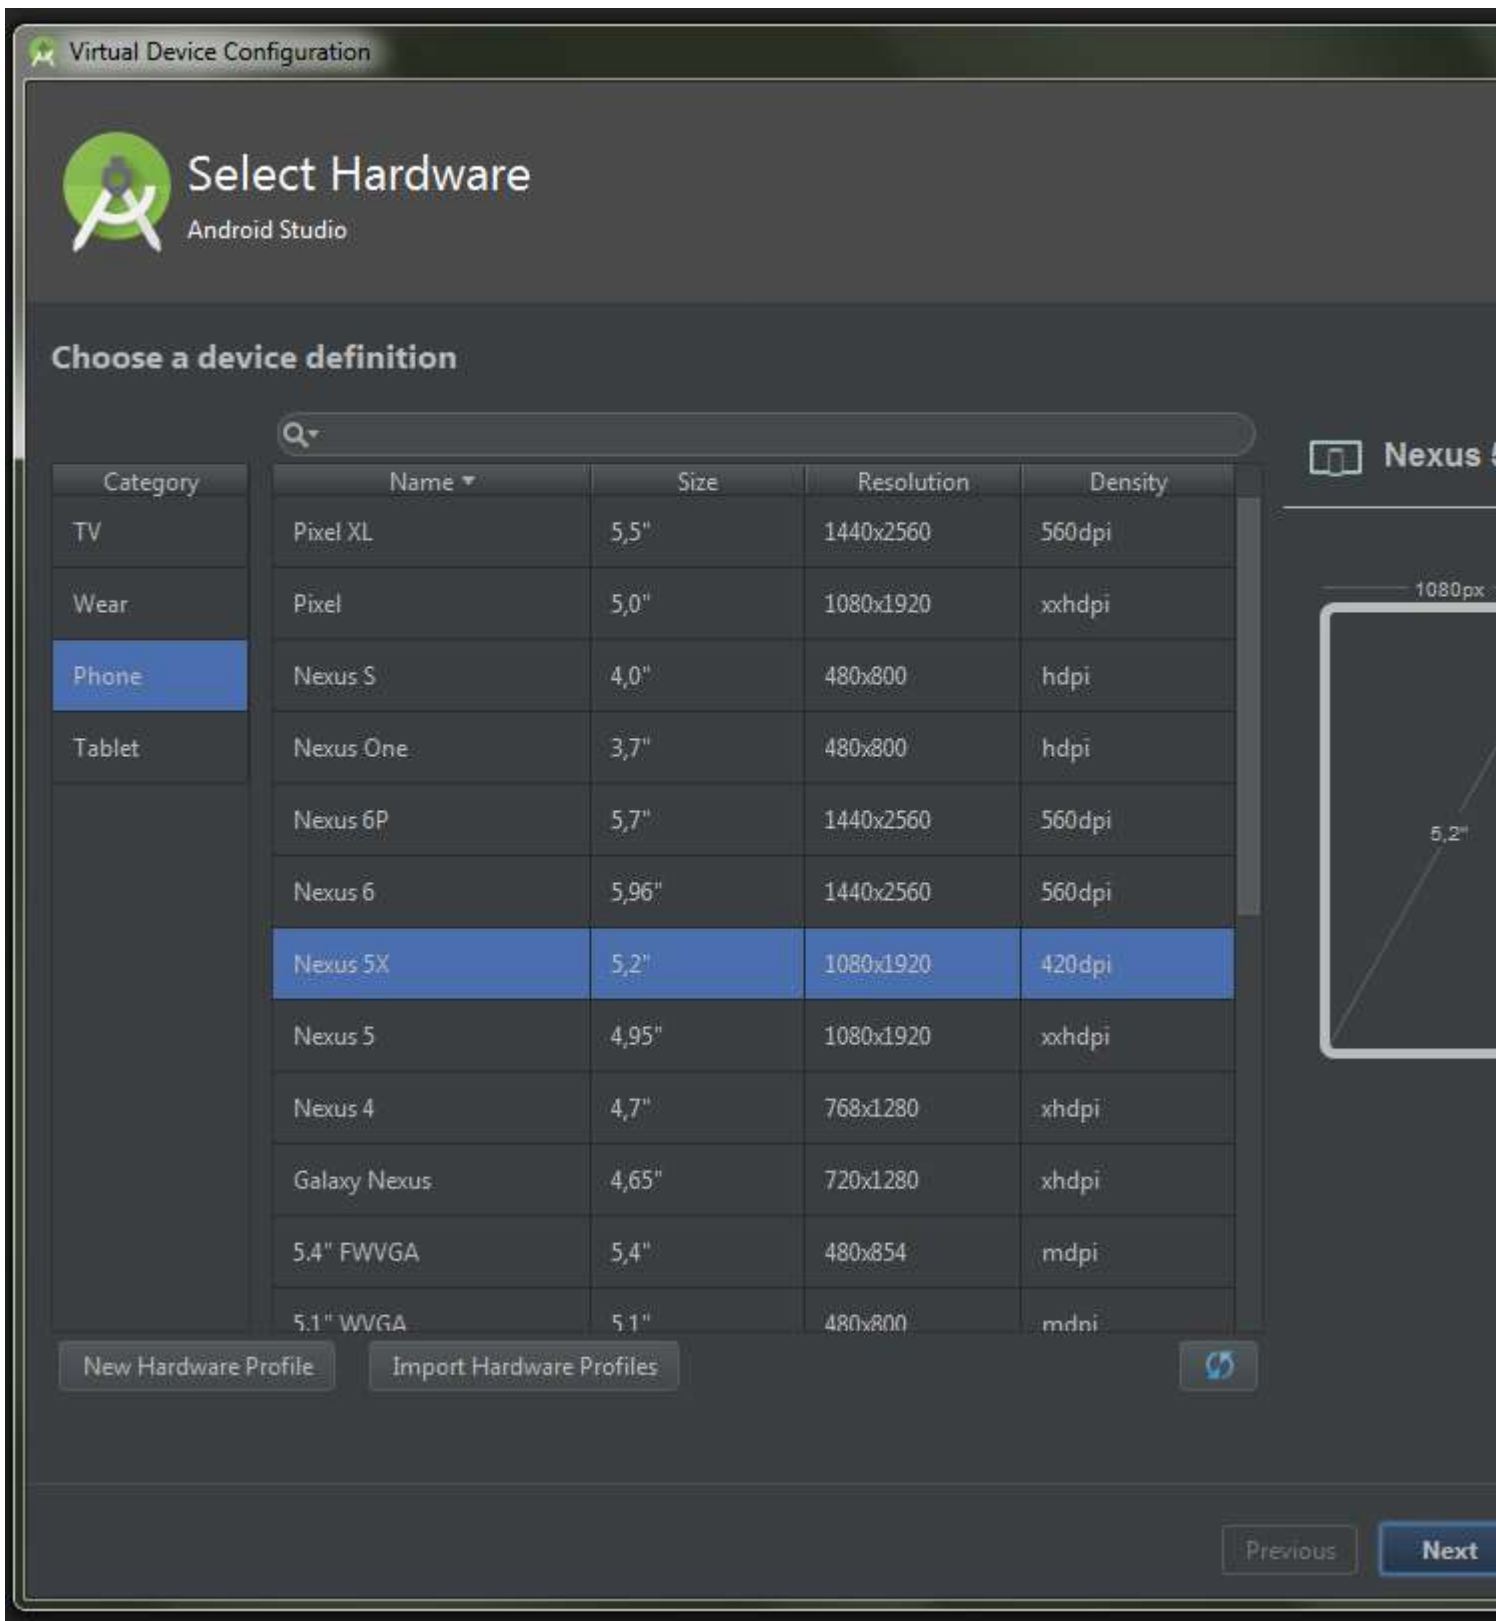 Virtual Device Configuration
Select Hardware
Android Studio
Choose a device definition
Category Name Size Resolution Density
TV Pixel XL 5,5" 1440x2560 560dpi
Wear Pixel 5,0" 1080x1920 xxhdpi
Phone Nexus S 4,0" 480x800 hdpi
Tablet Nexus One 3,7" 480x800 hdpi
Nexus 6P 5,7" 1440x2560 560dpi
Nexus 6 5,96" 1440x2560 560dpi
Nexus 5X 5,2" 1080x1920 420dpi
Nexus 5 4,95" 1080x1920 xxhdpi
Nexus 4 4,7" 768x1280 xhdpi
Galaxy Nexus 4,65" 720x1280 xhdpi
5.4" FWVGA 5,4" 480x854 mdpi
5.1" WVGA 5,1" 480x800 mdpi
Nexus 5
1080px
5,2"
New Hardware Profile Import Hardware Profiles
Previous Next